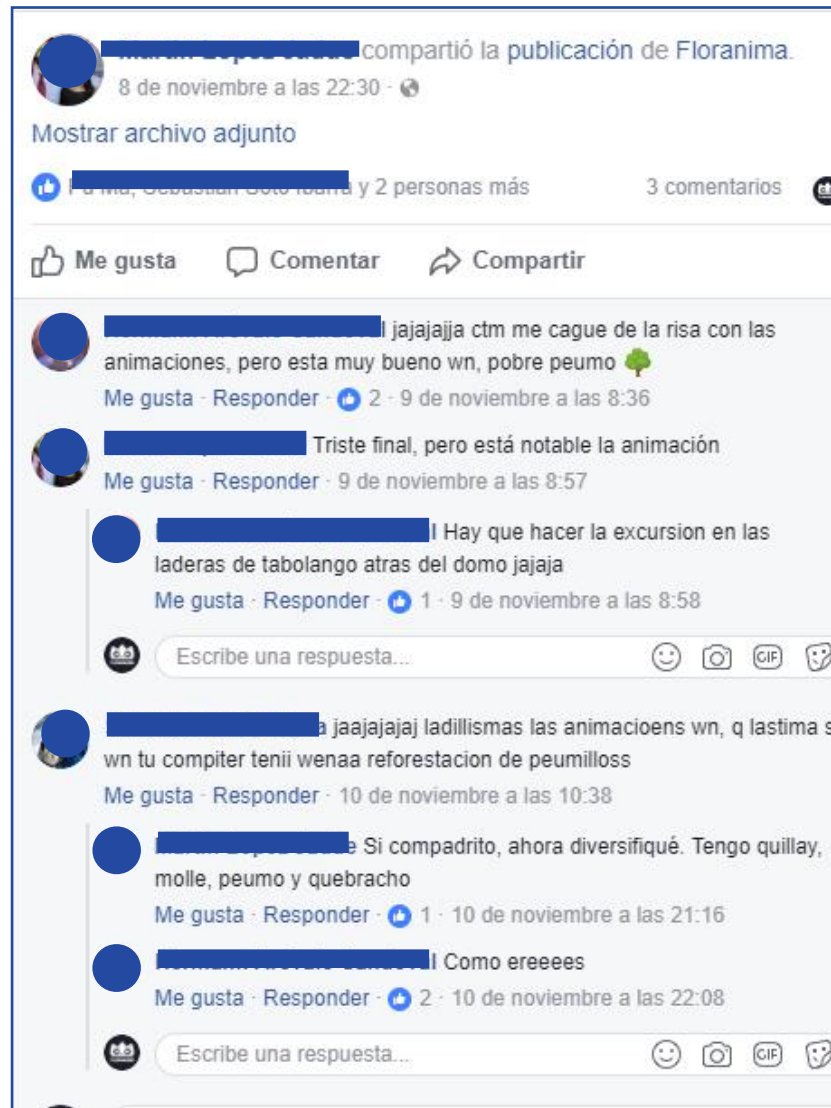 compartió la publicación de Floranima.
8 de noviembre a las 22:30 ·
Mostrar archivo adjunto
y 2 personas más 3 comentarios
Me gusta Comentar Compartir
jajajajja ctm me cague de la risa con las
animaciones, pero esta muy bueno wn, pobre peumo 🌳
Me gusta · Responder · 2 · 9 de noviembre a las 8:36
Triste final, pero está notable la animación
Me gusta · Responder · 9 de noviembre a las 8:57
Hay que hacer la excursion en las
laderas de tabolango atras del domo jajaja
Me gusta · Responder · 1 · 9 de noviembre a las 8:58
Escribe una respuesta... GIF
jaajajajaj ladillismas las animacioens wn, q lastima
wn tu compiter tenii wenaa reforestacion de peumilloss
Me gusta · Responder · 10 de noviembre a las 10:38
Si compadrito, ahora diversifiqué. Tengo quillay,
molle, peumo y quebracho
Me gusta · Responder · 1 · 10 de noviembre a las 21:16
Como ereeees
Me gusta · Responder · 2 · 10 de noviembre a las 22:08
Escribe una respuesta... GIF